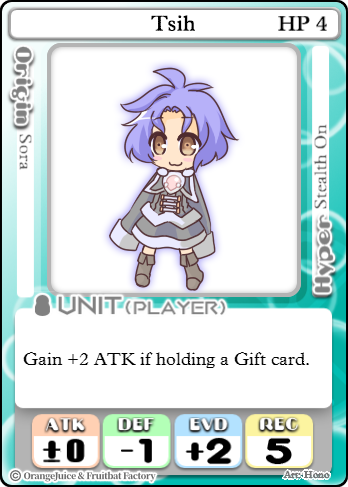 Tsih HP 4
Origin Sora
Hyper Stealth On
UNIT (PLAYER)
Gain +2 ATK if holding a Gift card.
ATK DEF EVD REC
±0 -1 +2 5
© OrangeJuice & Fruitbat Factory Art: Hono